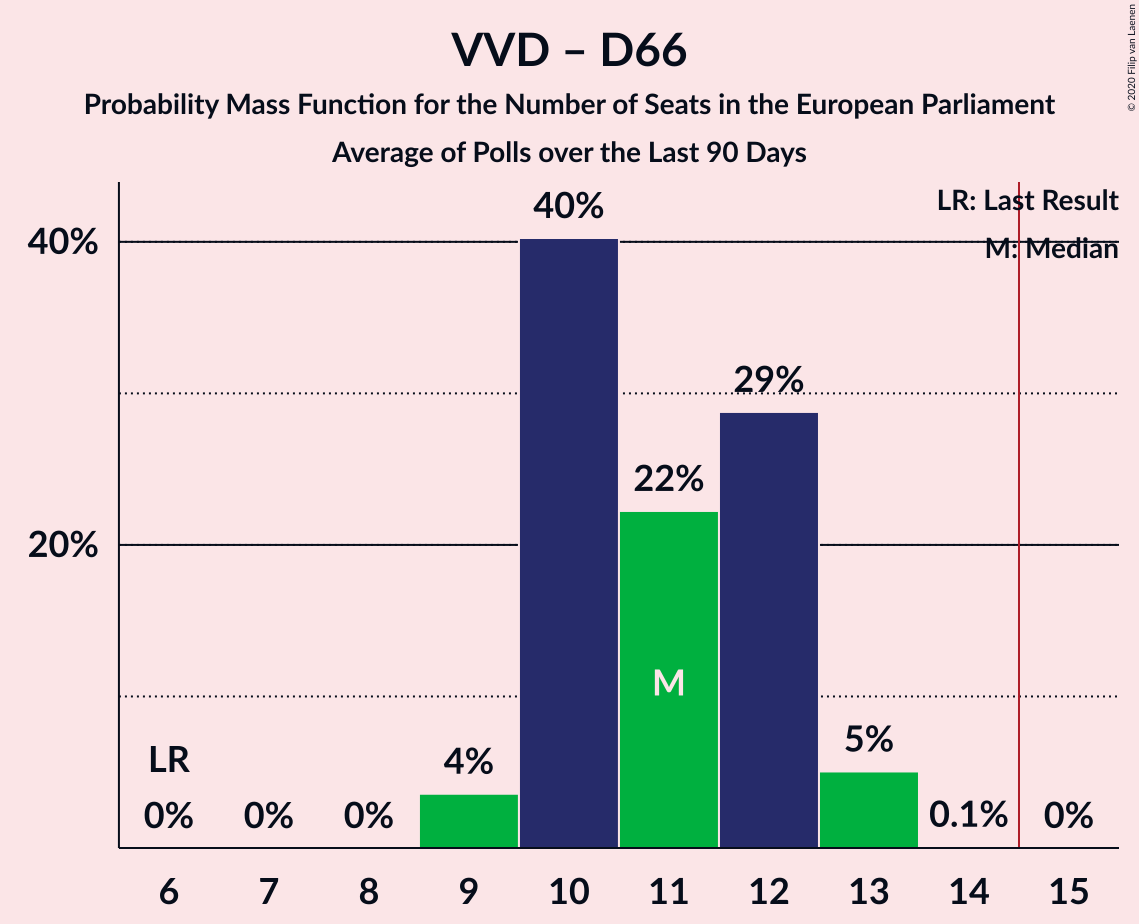 VVD – D66
Probability Mass Function for the Number of Seats in the European Parliament
Average of Polls over the Last 90 Days
© 2020 Filip van Laenen
LR: Last Result
M: Median
40%
20%
40%
29%
22%
M
LR
0%
0%
0%
4%
5%
0.1%
0%
6 7 8 9 10 11 12 13 14 15